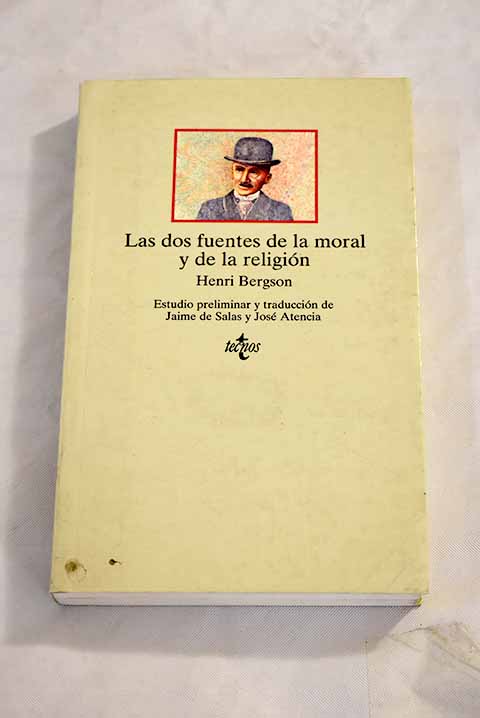 Las dos fuentes de la moral
y de la religión
Henri Bergson
Estudio preliminar y traducción de
Jaime de Salas y José Atencia
tecnos